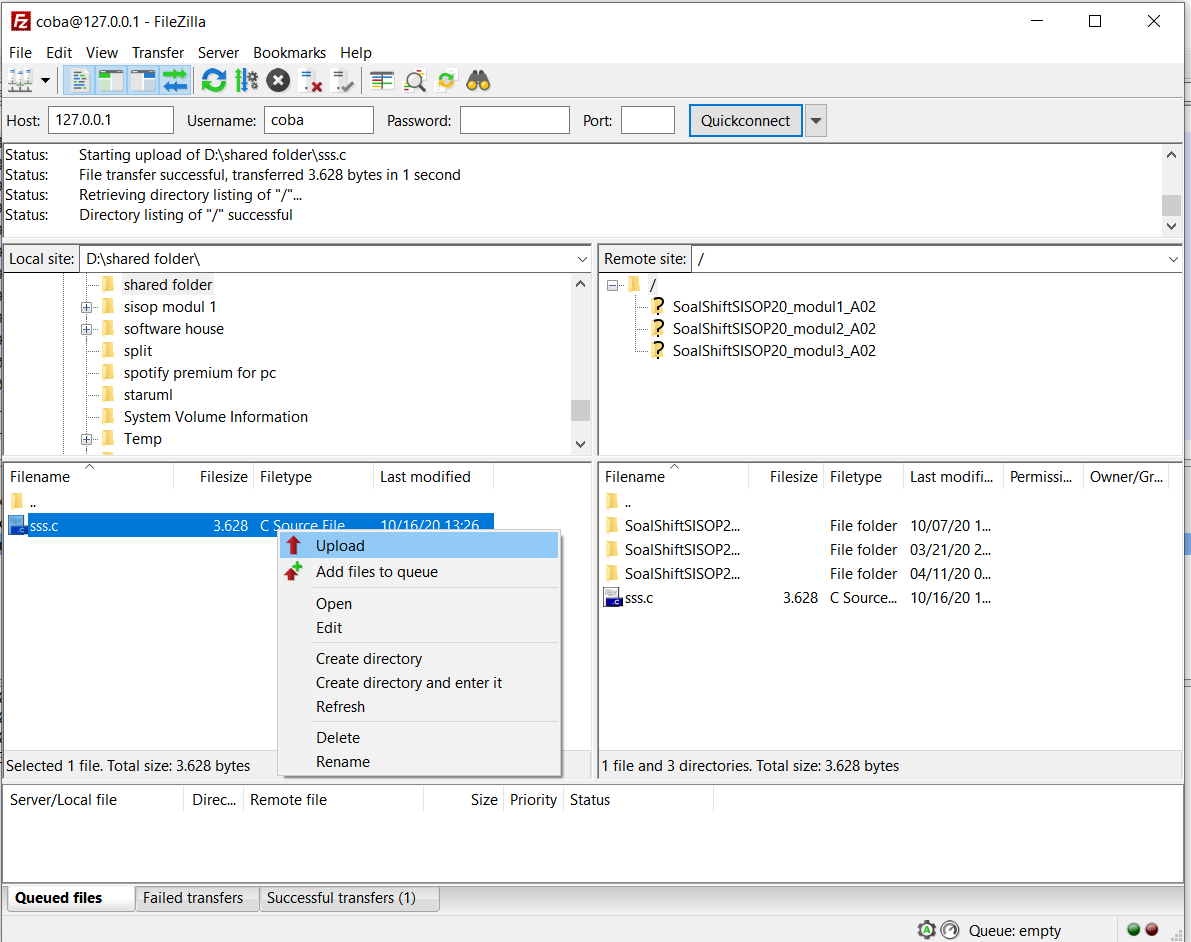 coba@127.0.0.1 - FileZilla
File Edit View Transfer Server Bookmarks Help
Host: 127.0.0.1 Username: coba Password: Port: Quickconnect
Status: Starting upload of D:\shared folder\sss.c
Status: File transfer successful, transferred 3.628 bytes in 1 second
Status: Retrieving directory listing of "/"...
Status: Directory listing of "/" successful
Local site: D:\shared folder\
shared folder
sisop modul 1
software house
split
spotify premium for pc
staruml
System Volume Information
Temp
Remote site: /
/
SoalShiftSISOP20_modul1_A02
SoalShiftSISOP20_modul2_A02
SoalShiftSISOP20_modul3_A02
Filename Filesize Filetype Last modified
..
sss.c 3.628 C Source File 10/16/20 13:26
Upload
Add files to queue
Open
Edit
Create directory
Create directory and enter it
Refresh
Delete
Rename
Selected 1 file. Total size: 3.628 bytes
Filename Filesize Filetype Last modifi... Permissi... Owner/Gr...
..
SoalShiftSISOP2... File folder 10/07/20 1...
SoalShiftSISOP2... File folder 03/21/20 2...
SoalShiftSISOP2... File folder 04/11/20 0...
sss.c 3.628 C Source... 10/16/20 1...
1 file and 3 directories. Total size: 3.628 bytes
Server/Local file Direc... Remote file Size Priority Status
Queued files Failed transfers Successful transfers (1)
Queue: empty